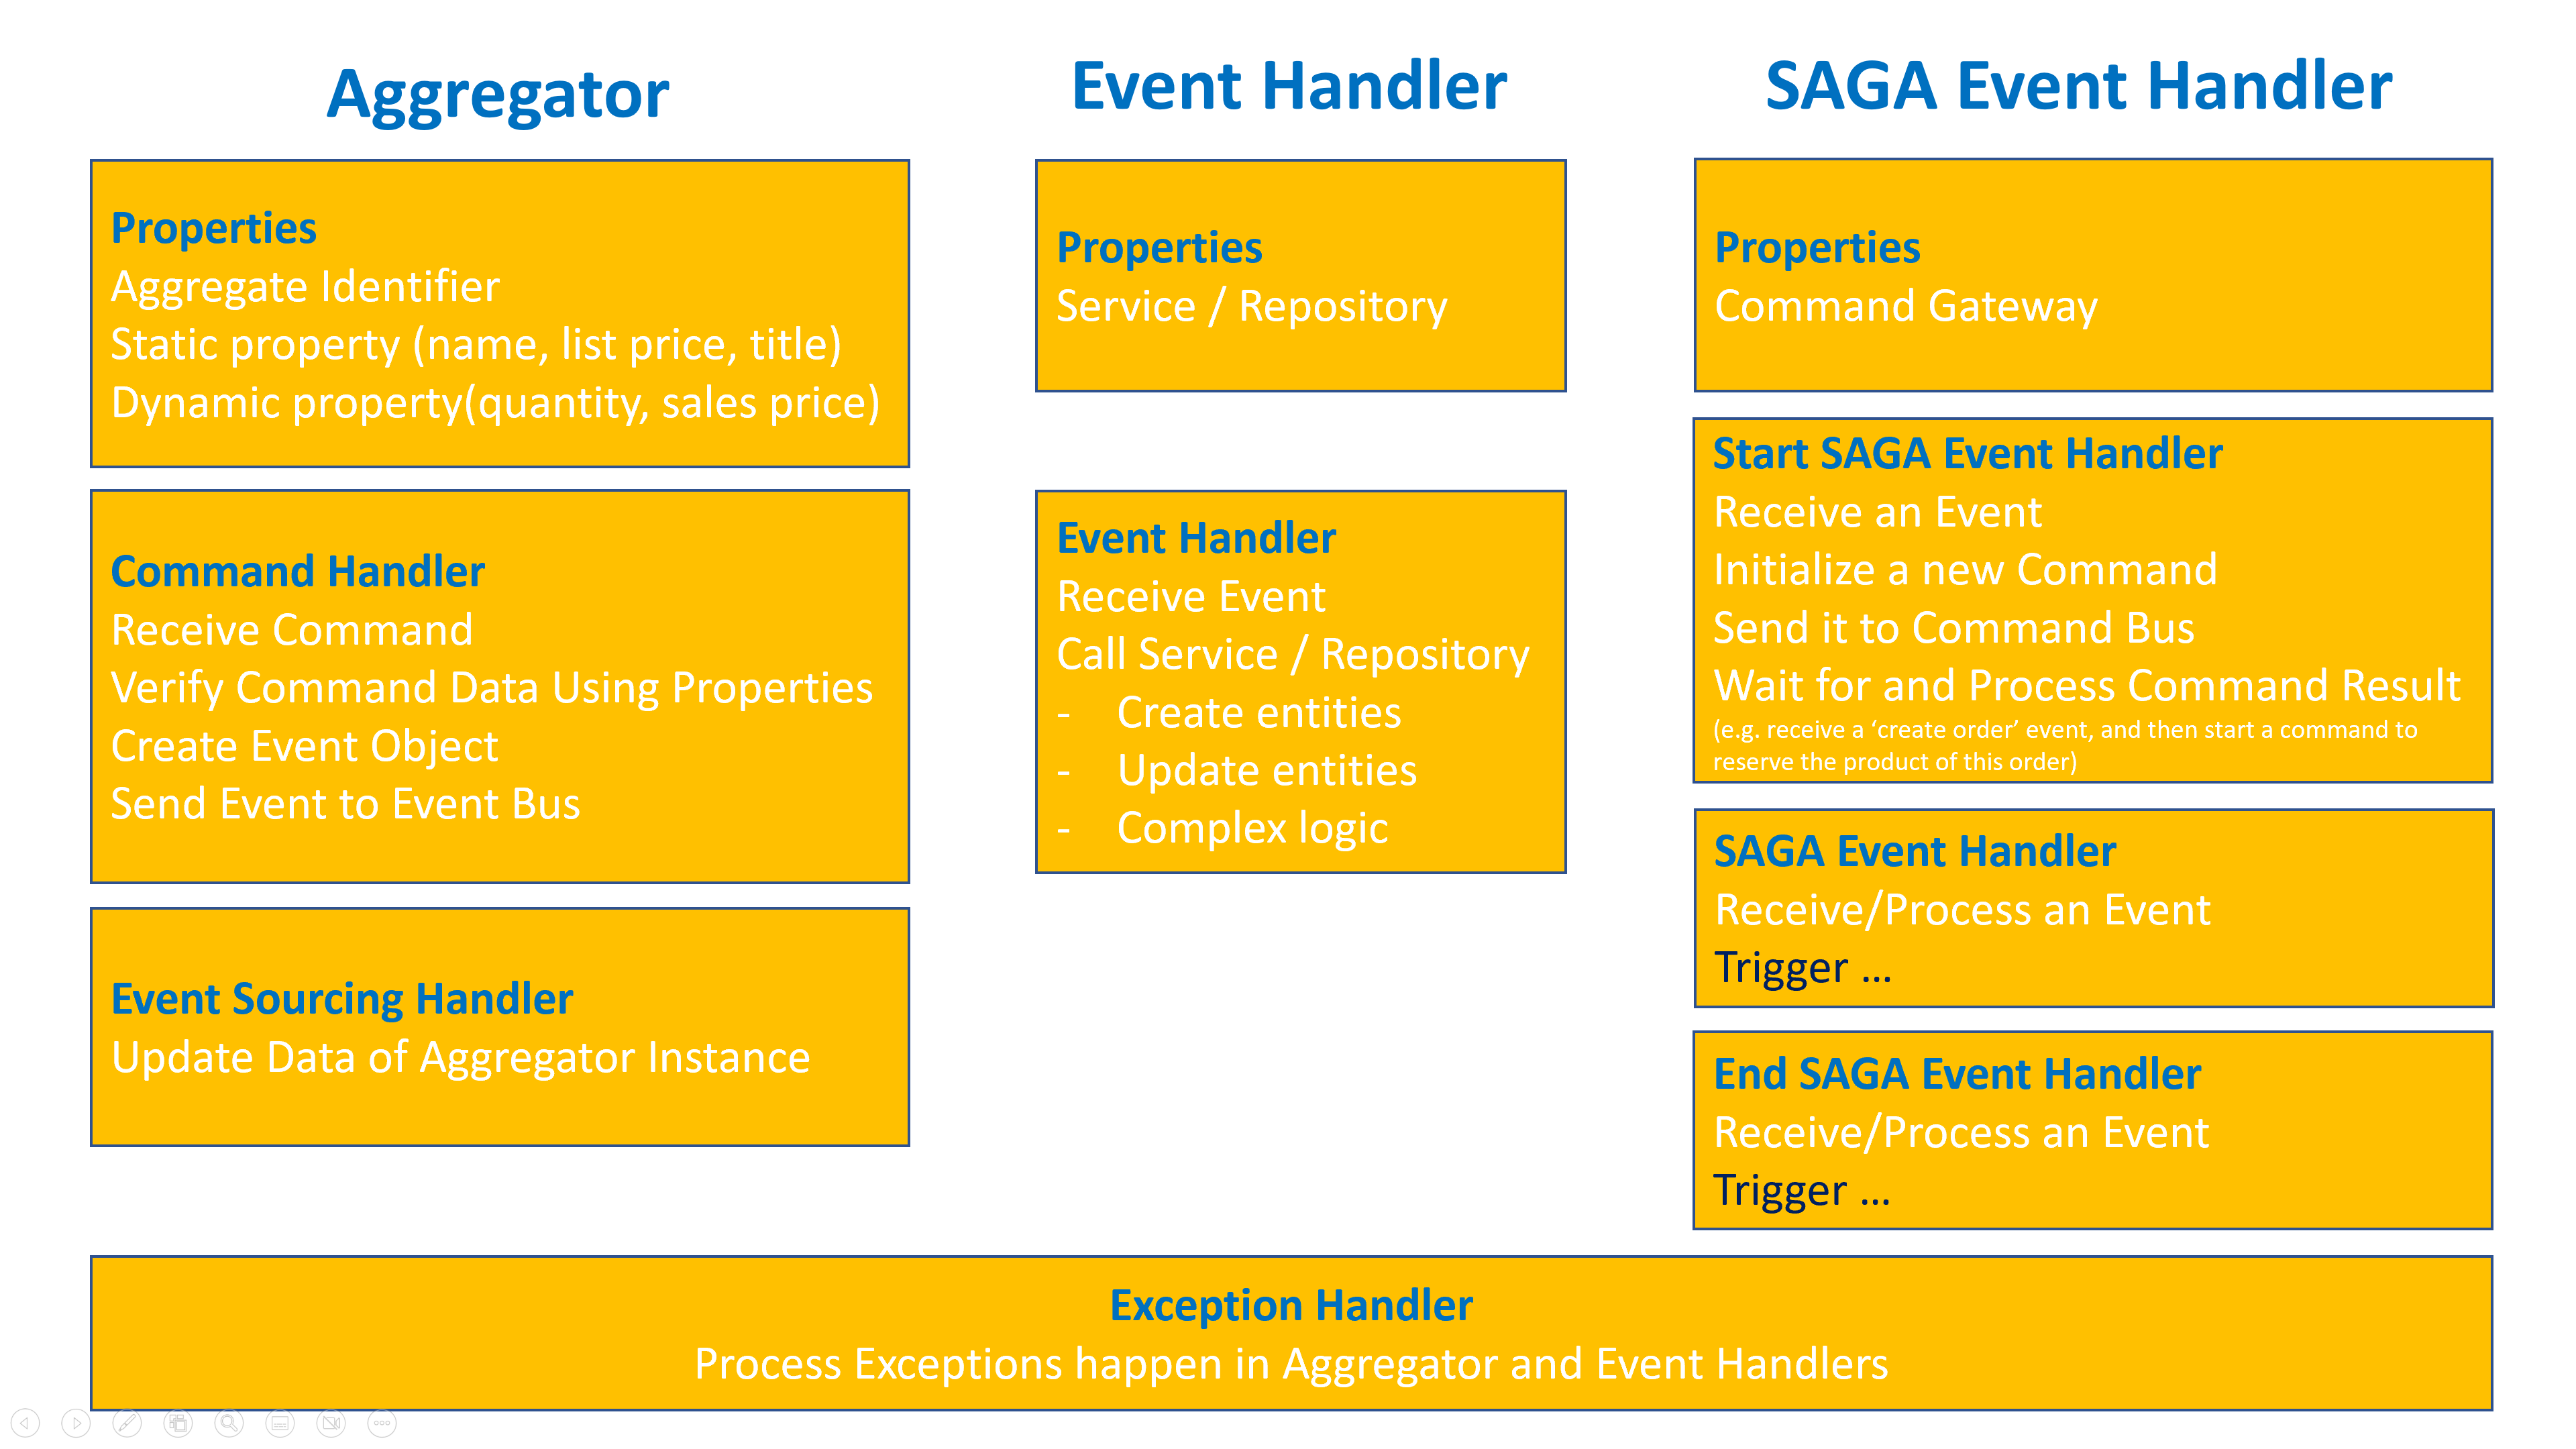 Aggregator
Properties
Aggregate Identifier
Static property (name, list price, title)
Dynamic property(quantity, sales price)
Command Handler
Receive Command
Verify Command Data Using Properties
Create Event Object
Send Event to Event Bus
Event Sourcing Handler
Update Data of Aggregator Instance
Event Handler
Properties
Service / Repository
Event Handler
Receive Event
Call Service / Repository
- Create entities
- Update entities
- Complex logic
SAGA Event Handler
Properties
Command Gateway
Start SAGA Event Handler
Receive an Event
Initialize a new Command
Send it to Command Bus
Wait for and Process Command Result
(e.g. receive a ‘create order’ event, and then start a command to
reserve the product of this order)
SAGA Event Handler
Receive/Process an Event
Trigger ...
End SAGA Event Handler
Receive/Process an Event
Trigger ...
Exception Handler
Process Exceptions happen in Aggregator and Event Handlers